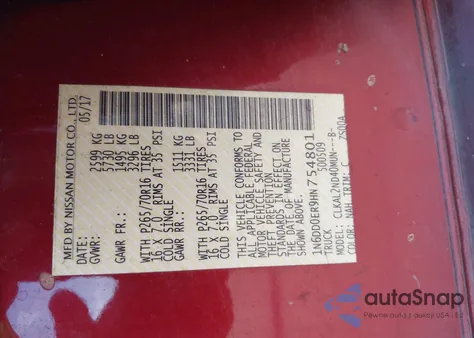 MFD BY NISSAN MOTOR CO., LTD.
DATE: 05/17
GVWR: 2599 KG
5730 LB
GAWR FR.: 1495 KG
3296 LB
WITH P265/70R16 TIRES
16 X 7.0J RIMS AT 35 PSI
COLD SINGLE
GAWR RR.: 1511 KG
3331 LB
WITH P265/70R16 TIRES
16 X 7.0J RIMS AT 35 PSI
COLD SINGLE
THIS VEHICLE CONFORMS TO
ALL APPLICABLE FEDERAL
MOTOR VEHICLE SAFETY AND
THEFT PREVENTION
STANDARDS IN EFFECT ON
THE DATE OF MANUFACTURE
SHOWN ABOVE.
1N6DD0ER9HN754801
TRUCK
MODEL:
COLOR: NAH TRIM: C
autaSnap